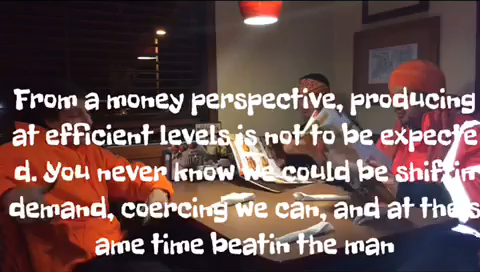 From a money perspective, producing
at efficient levels is not to be expecte
d. You never know we could be shiftin
demand, coercing we can, and at the s
ame time beatin the man